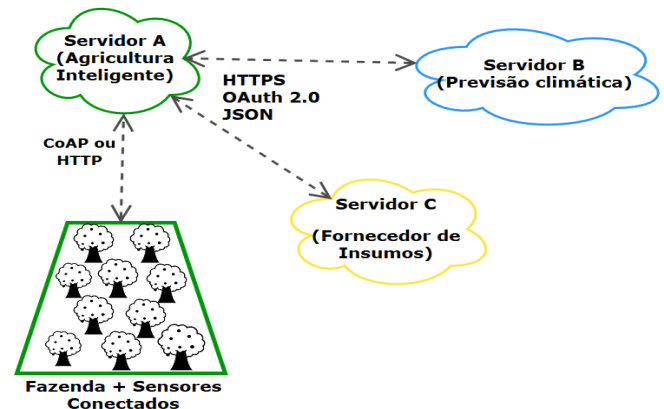 Servidor A
(Agricultura
Inteligente)
Servidor B
(Previsão climática)
HTTPS
OAuth 2.0
JSON
CoAP ou
HTTP
Servidor C
(Fornecedor de
Insumos)
Fazenda + Sensores
Conectados